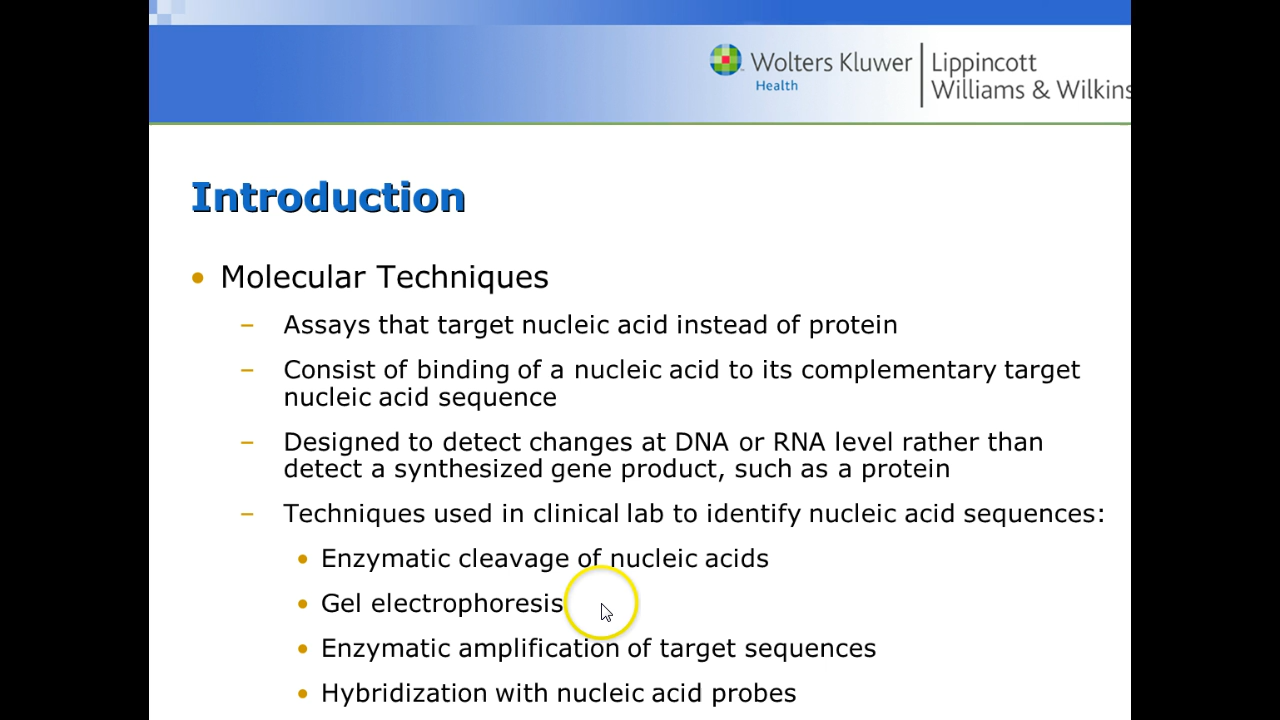 Wolters Kluwer
Health
Lippincott
Williams & Wilkins
Introduction
• Molecular Techniques
– Assays that target nucleic acid instead of protein
– Consist of binding of a nucleic acid to its complementary target
nucleic acid sequence
– Designed to detect changes at DNA or RNA level rather than
detect a synthesized gene product, such as a protein
– Techniques used in clinical lab to identify nucleic acid sequences:
• Enzymatic cleavage of nucleic acids
• Gel electrophoresis
• Enzymatic amplification of target sequences
• Hybridization with nucleic acid probes